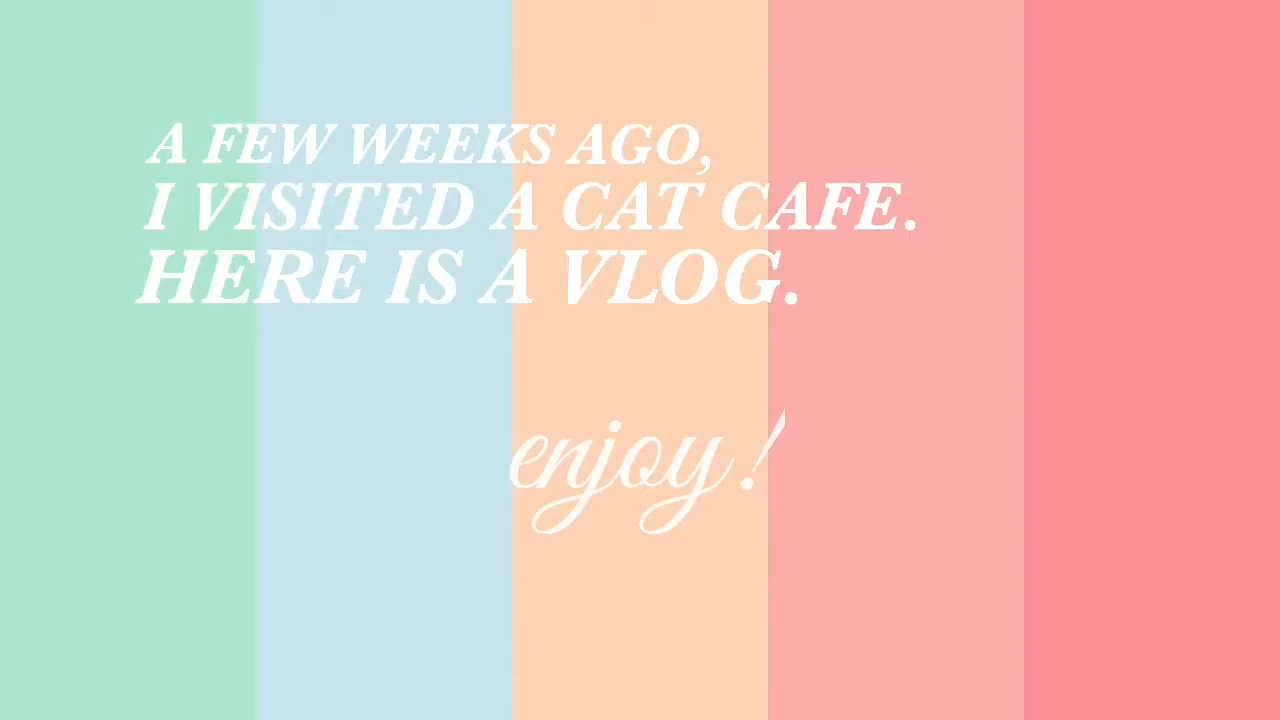 A FEW WEEKS AGO,
I VISITED A CAT CAFE.
HERE IS A VLOG.
enjoy!